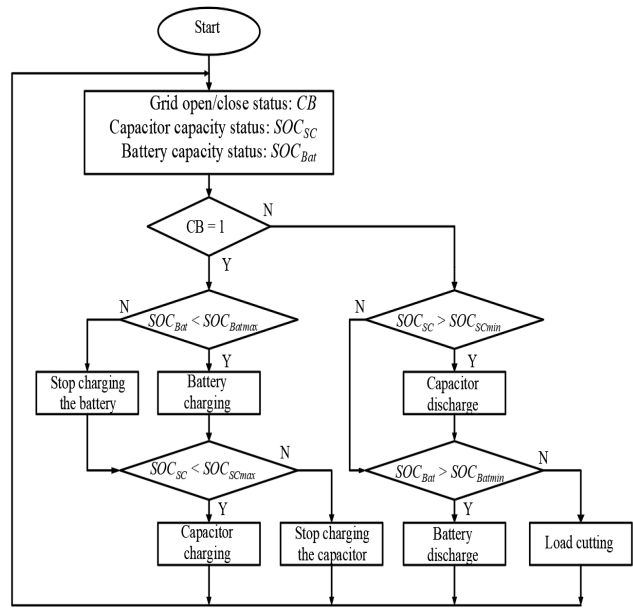 Start
Grid open/close status: CB
Capacitor capacity status: SOC_SC
Battery capacity status: SOC_Bat
CB = 1
N
Y
SOC_Bat < SOC_Batmax
N
Y
Stop charging
the battery
Battery
charging
SOC_SC < SOC_SCmax
N
Y
Capacitor
charging
Stop charging
the capacitor
SOC_SC > SOC_SCmin
N
Y
Capacitor
discharge
SOC_Bat > SOC_Batmin
N
Y
Battery
discharge
Load cutting